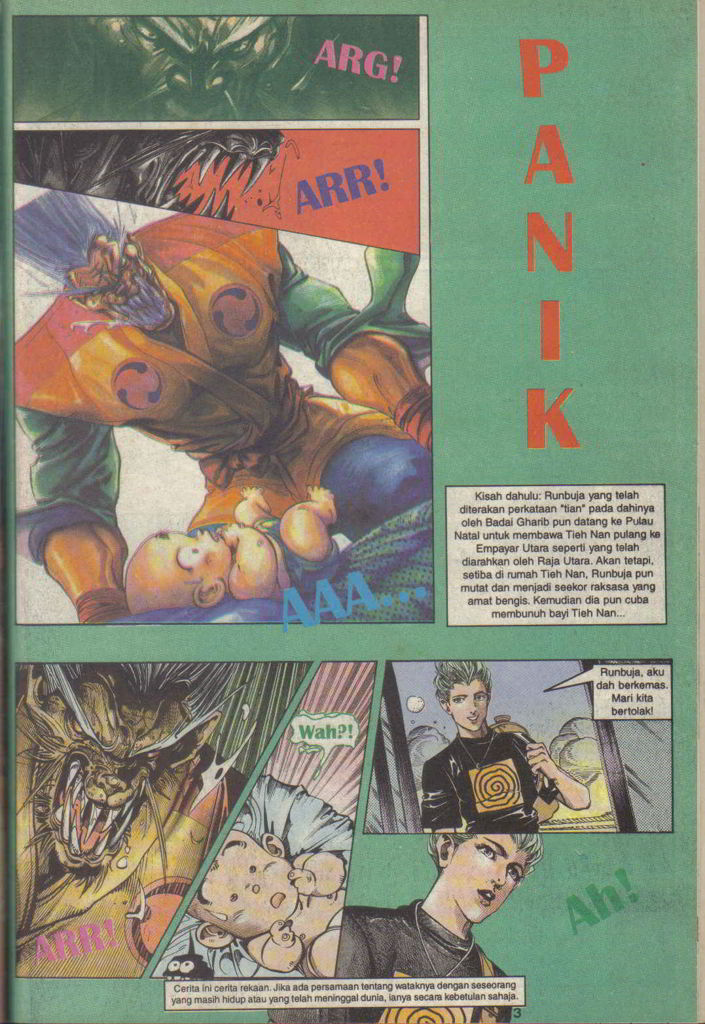 ARG!
ARR!
PANIK
Kisah dahulu: Runbuja yang telah
diterakan perkataan "tian" pada dahinya
oleh Badai Gharib pun datang ke Pulau
Natal untuk membawa Tieh Nan pulang ke
Empayar Utara seperti yang telah
diarahkan oleh Raja Utara. Akan tetapi,
setiba di rumah Tieh Nan, Runbuja pun
mutat dan menjadi seekor raksasa yang
amat bengis. Kemudian dia pun cuba
membunuh bayi Tieh Nan...
AAA...
ARR!
Wah?!
Runbuja, aku
dah berkemas.
Mari kita
bertolak!
Ah!
Cerita ini cerita rekaan. Jika ada persamaan tentang wataknya dengan seseorang
yang masih hidup atau yang telah meninggal dunia, ianya secara kebetulan sahaja.
3